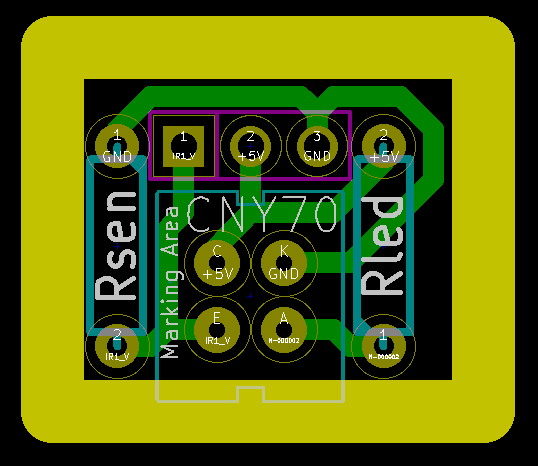 1
GND
1
IR1_V
2
+5V
3
GND
2
+5V
Rsen
Marking Area
CNY70
Rled
C
+5V
K
GND
E
IR1_V
A
N-000002
2
IR1_V
1
N-000002